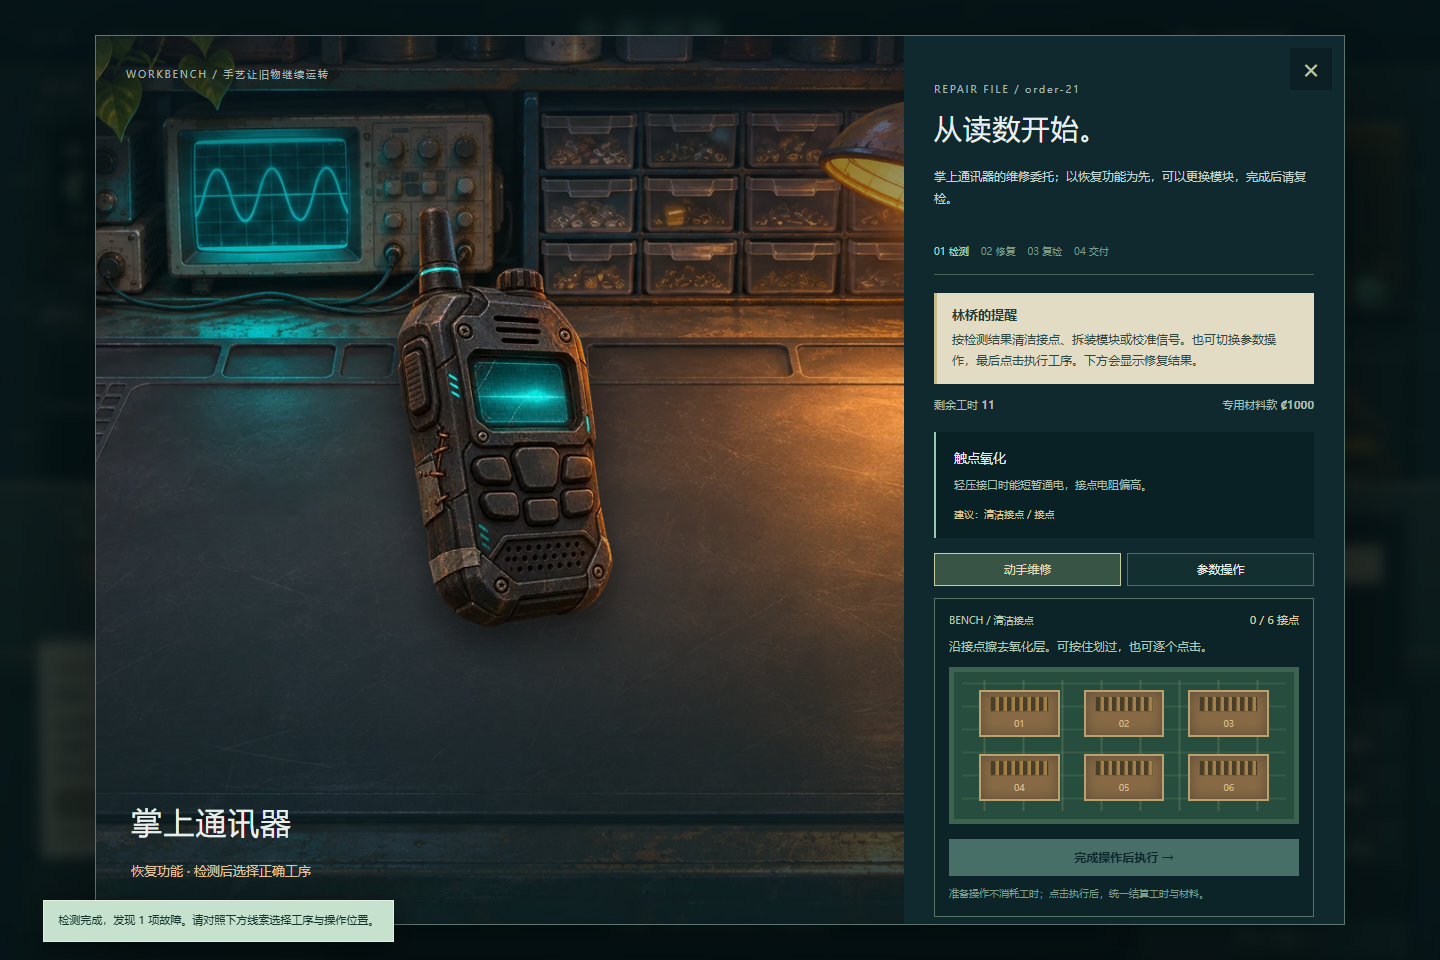 WORKBENCH / 手艺让旧物继续运转
REPAIR FILE / order-21
从读数开始。
掌上通讯器的维修委托；以恢复功能为先，可以更换模块，完成后请复
检。
01 检测 02 修复 03 复检 04 交付
林桥的提醒
按检测结果清洁接点、拆装模块或校准信号。也可切换参数操
作，最后点击执行工序。下方会显示修复结果。
剩余工时 11 专用材料款 ₡1000
触点氧化
轻压接口时能短暂通电，接点电阻偏高。
建议：清洁接点 / 接点
动手维修 参数操作
BENCH / 清洁接点 0 / 6 接点
沿接点擦去氧化层。可按住划过，也可逐个点击。
01 02 03
04 05 06
完成操作后执行 →
准备操作不消耗工时；点击执行后，统一结算工时与材料。
掌上通讯器
恢复功能 · 检测后选择正确工序
检测完成，发现 1 项故障。请对照下方线索选择工序与操作位置。